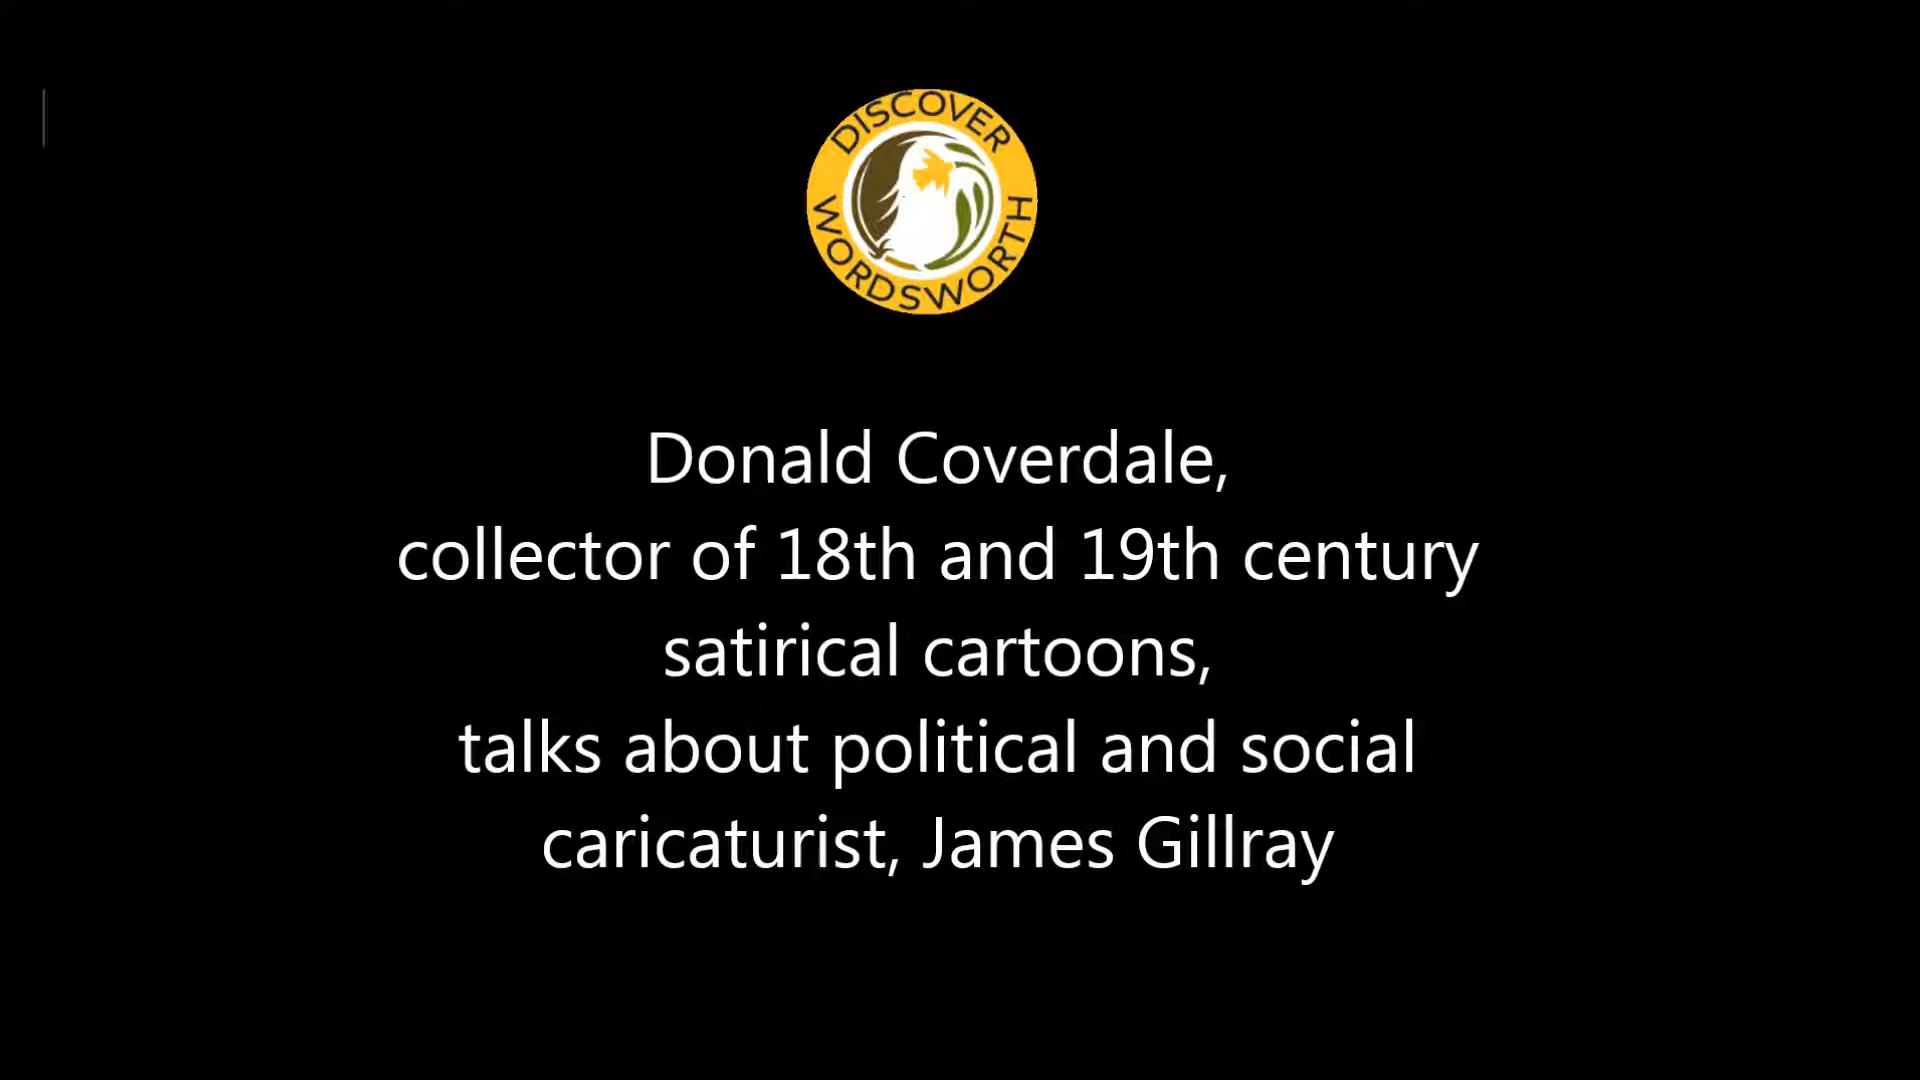 DISCOVER
WORDSWORTH
Donald Coverdale,
collector of 18th and 19th century
satirical cartoons,
talks about political and social
caricaturist, James Gillray